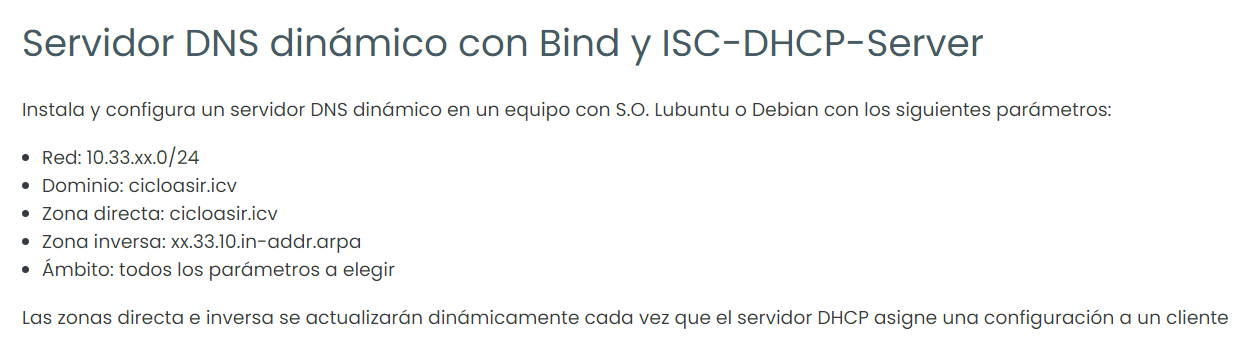 Servidor DNS dinámico con Bind y ISC-DHCP-Server
Instala y configura un servidor DNS dinámico en un equipo con S.O. Lubuntu o Debian con los siguientes parámetros:
• Red: 10.33.xx.0/24
• Dominio: cicloasir.icv
• Zona directa: cicloasir.icv
• Zona inversa: xx.33.10.in-addr.arpa
• Ámbito: todos los parámetros a elegir
Las zonas directa e inversa se actualizarán dinámicamente cada vez que el servidor DHCP asigne una configuración a un cliente